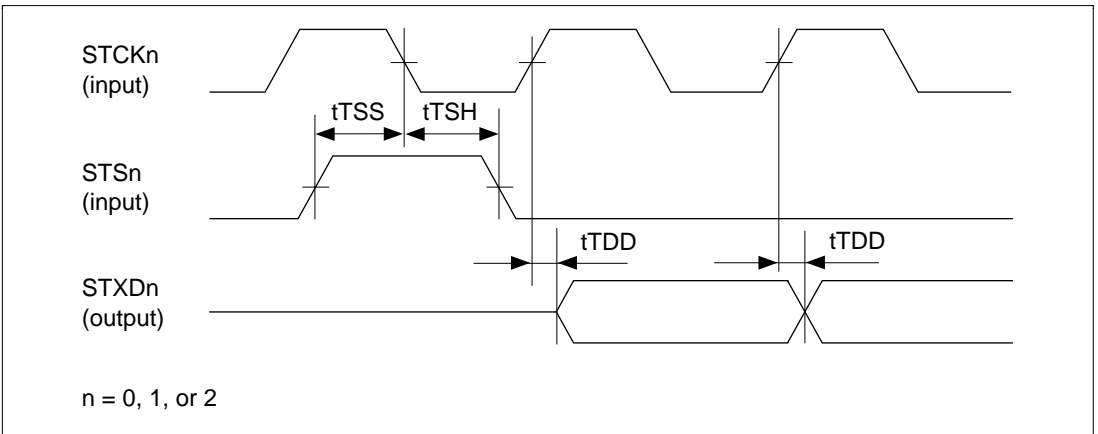 STCKn
(input)
tTSS
tTSH
STSn
(input)
tTDD
tTDD
STXDn
(output)
n = 0, 1, or 2